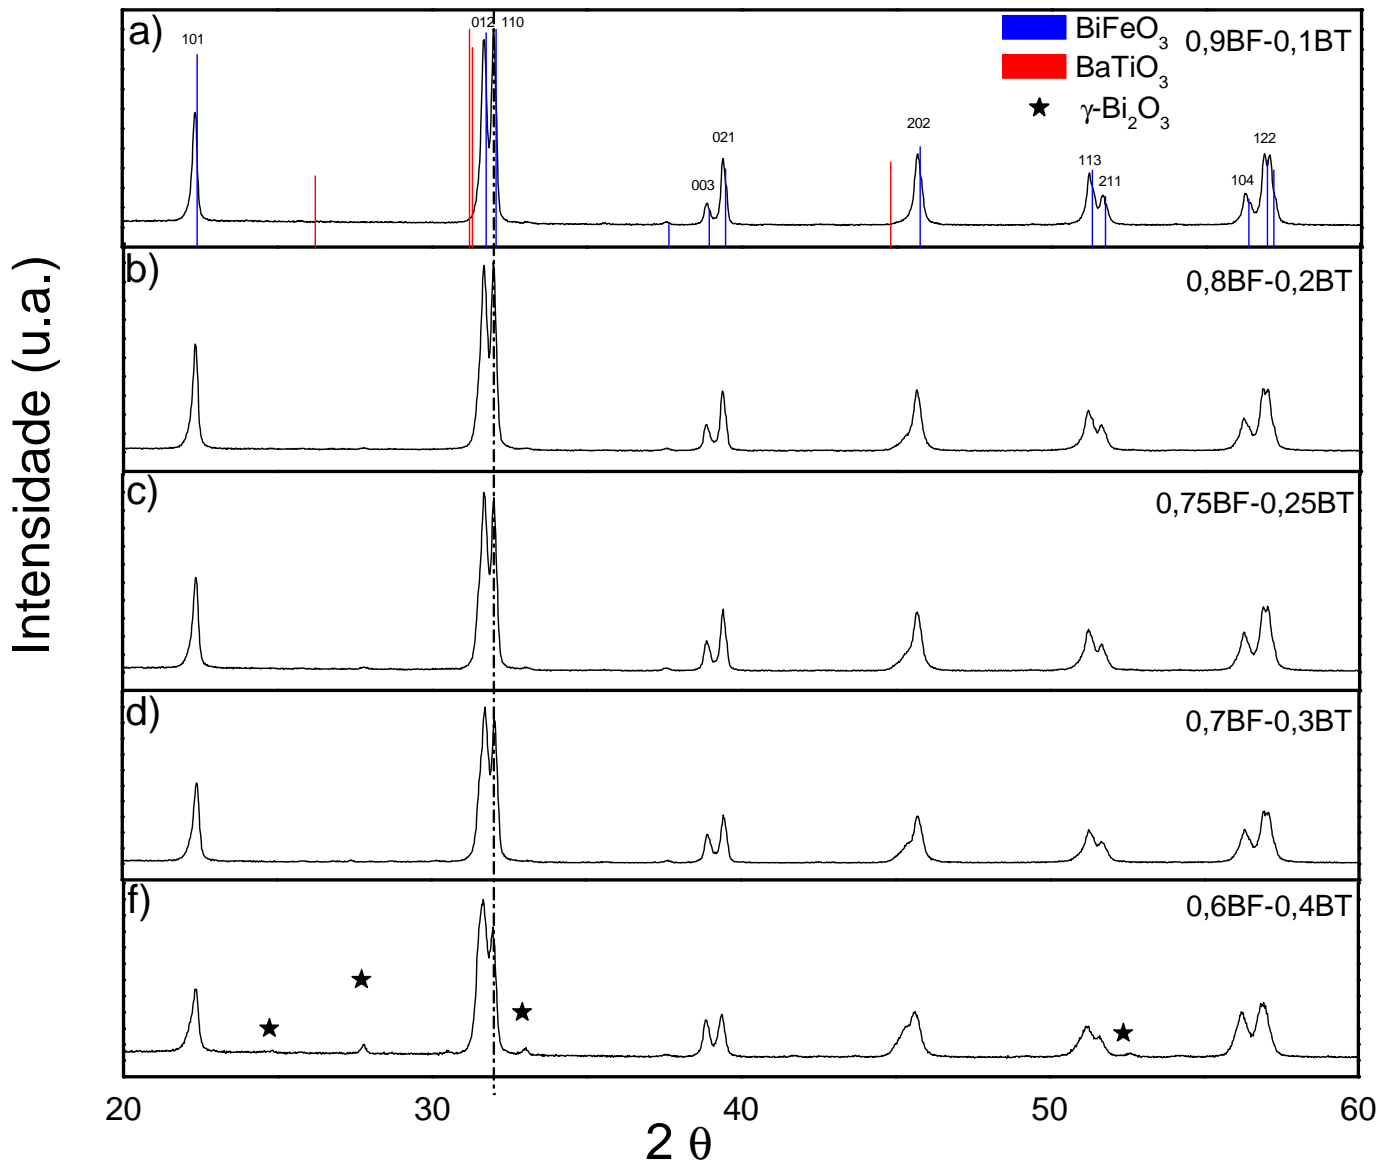 Intensidade (u.a.)
a)
101
012 110
003
021
202
113
211
104
122
BiFeO₃
BaTiO₃
γ-Bi₂O₃
0,9BF-0,1BT
b)
0,8BF-0,2BT
c)
0,75BF-0,25BT
d)
0,7BF-0,3BT
f)
0,6BF-0,4BT
20 30 40 50 60
2 θ